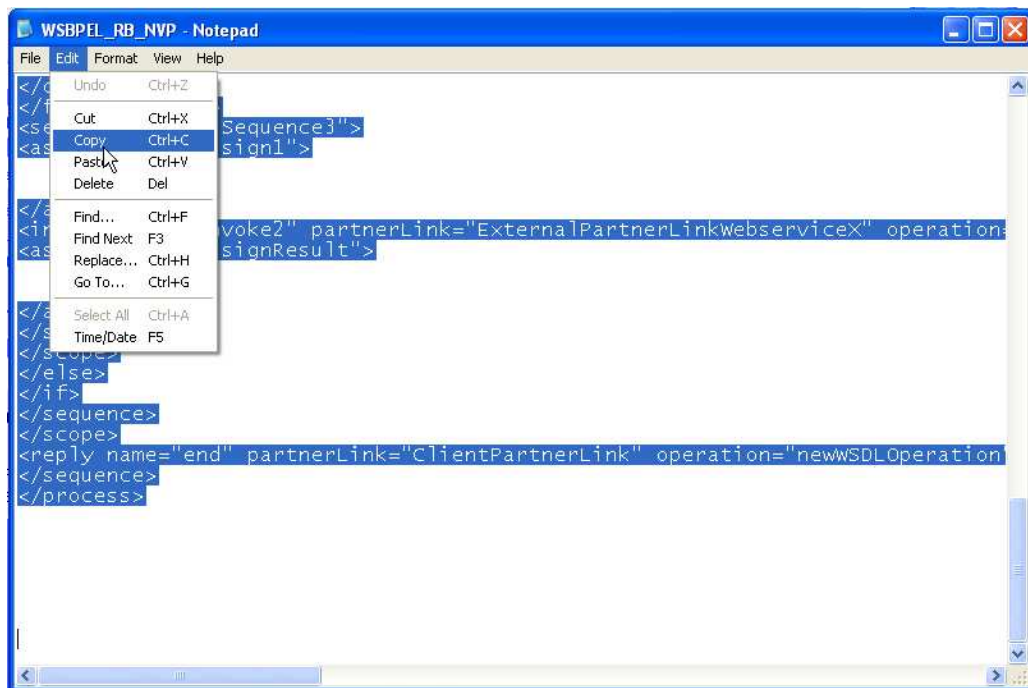 WSBPEL_RB_NVP - Notepad
File Edit Format View Help
Undo Ctrl+Z
Cut Ctrl+X
Copy Ctrl+C
Paste Ctrl+V
Delete Del
Find... Ctrl+F
Find Next F3
Replace... Ctrl+H
Go To... Ctrl+G
Select All Ctrl+A
Time/Date F5
</
</f
<se Sequence3">
<as sign1">
</a
<in voke2" partnerLink="ExternalPartnerLinkWebserviceX" operation=
<as signResult">
</a
</s
</scope>
</else>
</if>
</sequence>
</scope>
<reply name="end" partnerLink="ClientPartnerLink" operation="newWSDLOperation"
</sequence>
</process>